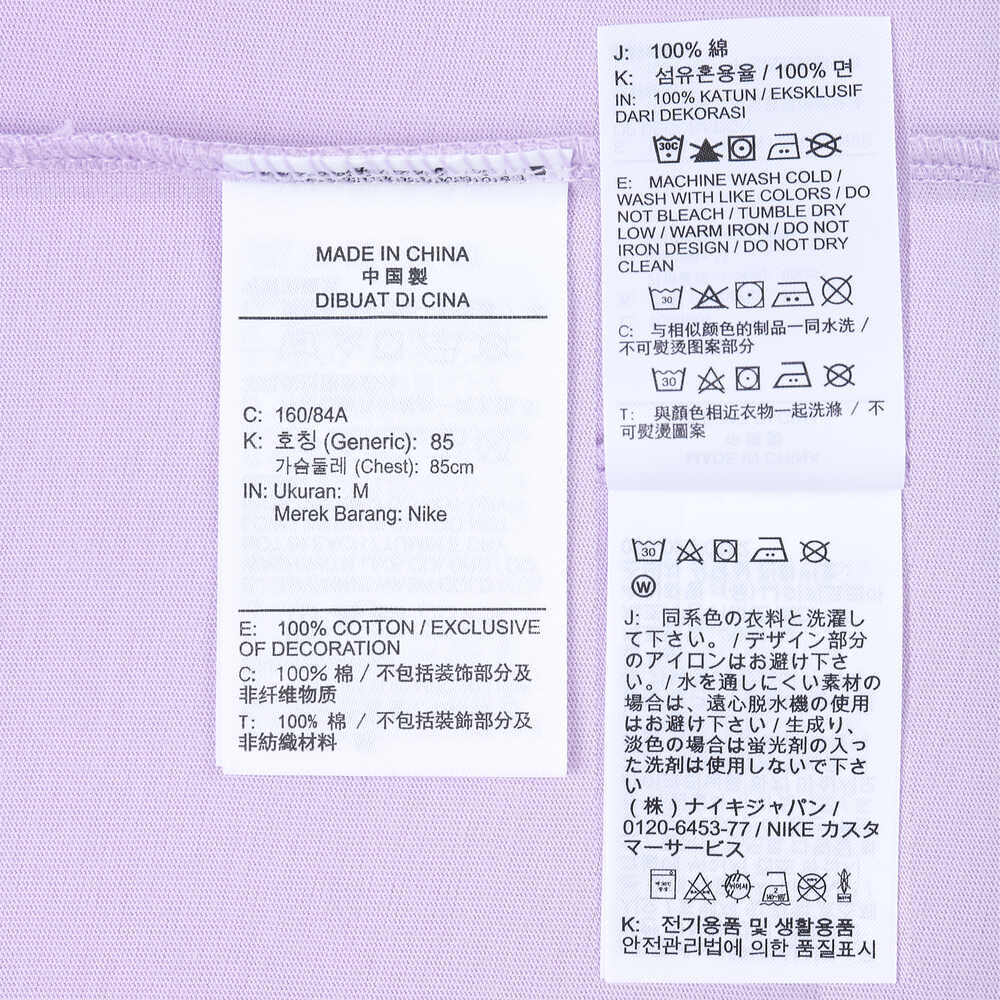 MADE IN CHINA
中国製
DIBUAT DI CINA
C: 160/84A
K: 호칭 (Generic): 85
가슴둘레 (Chest): 85cm
IN: Ukuran: M
Merek Barang: Nike
E: 100% COTTON / EXCLUSIVE
OF DECORATION
C: 100% 棉 / 不包括装饰部分及
非纤维物质
T: 100% 棉 / 不包括裝飾部分及
非紡織材料
J: 100% 綿
K: 섬유혼용율 / 100% 면
IN: 100% KATUN / EKSKLUSIF
DARI DEKORASI
30C
E: MACHINE WASH COLD /
WASH WITH LIKE COLORS / DO
NOT BLEACH / TUMBLE DRY
LOW / WARM IRON / DO NOT
IRON DESIGN / DO NOT DRY
CLEAN
30
C: 与相似颜色的制品一同水洗 /
不可熨烫图案部分
30
T: 與顏色相近衣物一起洗滌 / 不
可熨燙圖案
30
W
J: 同系色の衣料と洗濯し
て下さい。 / デザイン部分
のアイロンはお避け下さ
い。 / 水を通しにくい素材の
場合は、遠心脱水機の使用
はお避け下さい / 生成り、
淡色の場合は蛍光剤の入っ
た洗剤は使用しないで下さ
い
(株) ナイキジャパン /
0120-6453-77 / NIKE カスタ
マーサービス
K: 전기용품 및 생활용품
안전관리법에 의한 품질표시